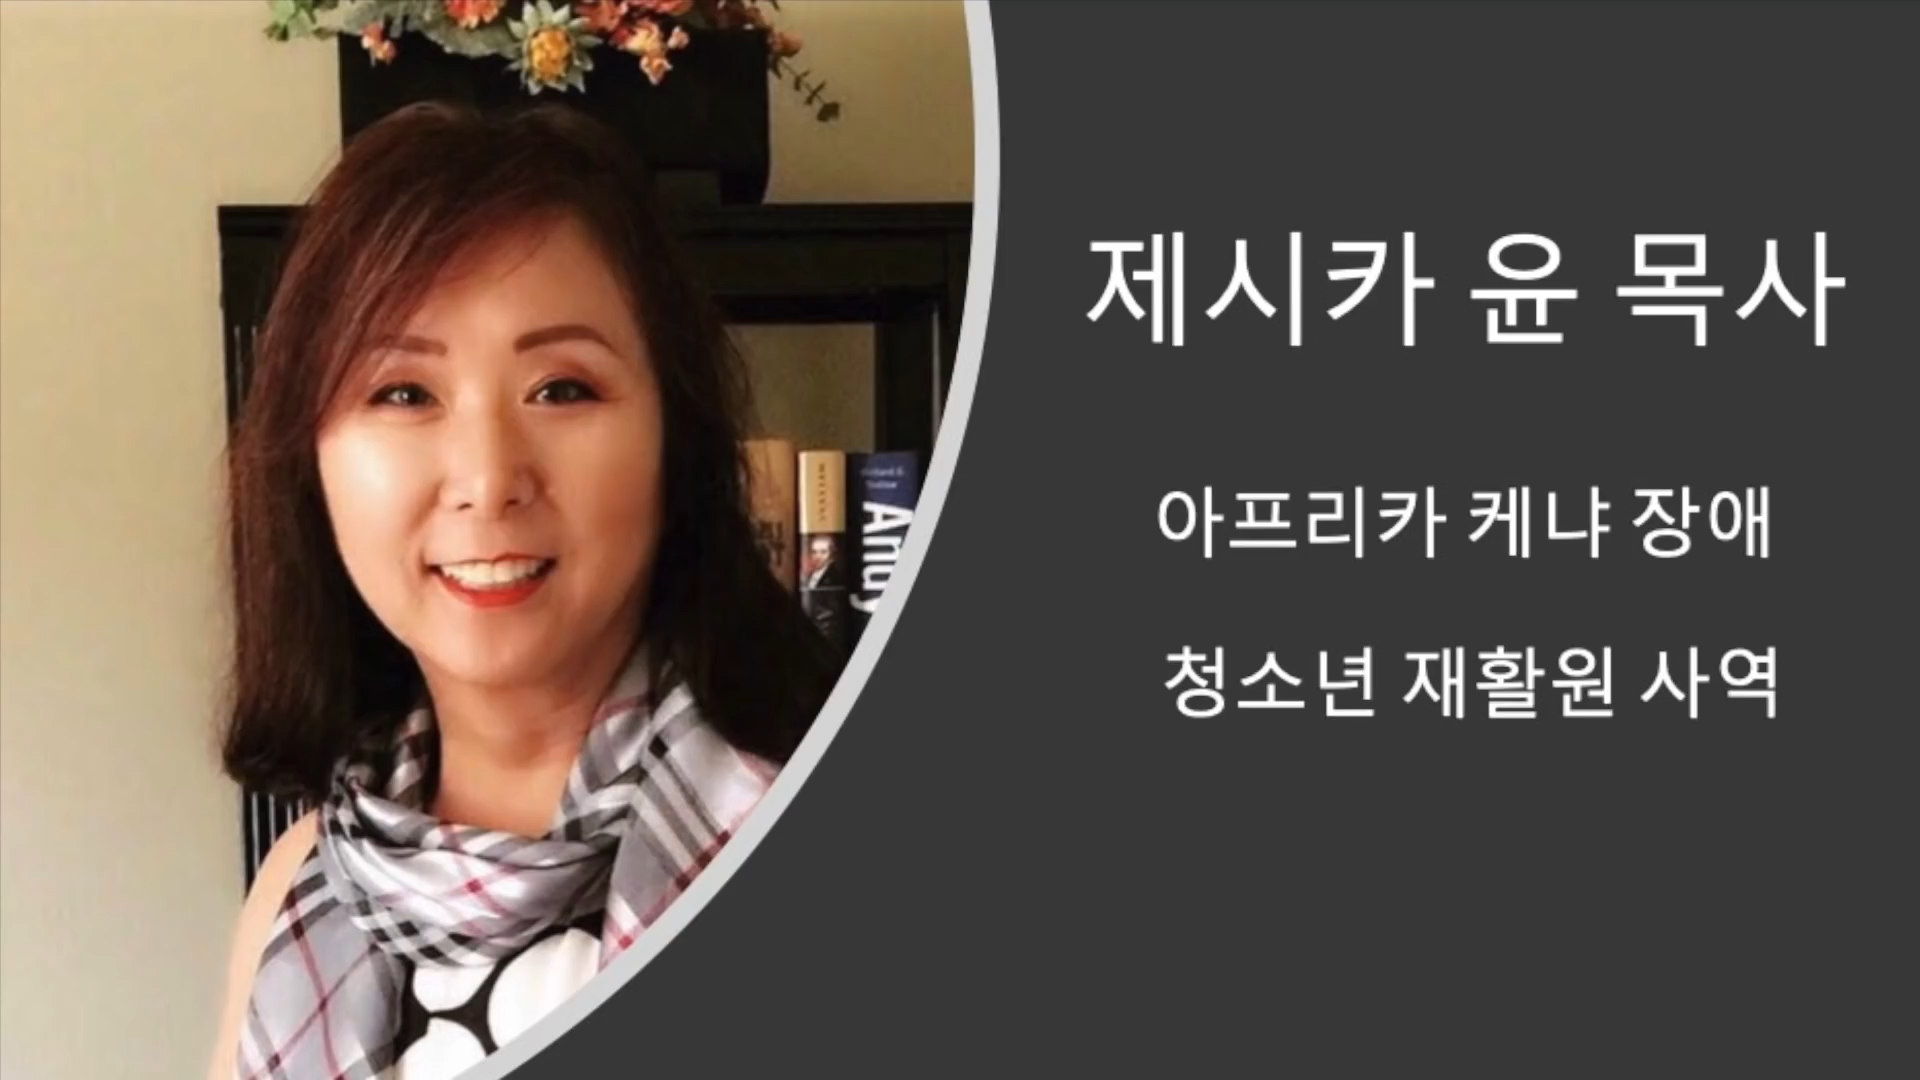 제시카 윤 목사
아프리카 케냐 장애
청소년 재활원 사역
Andy